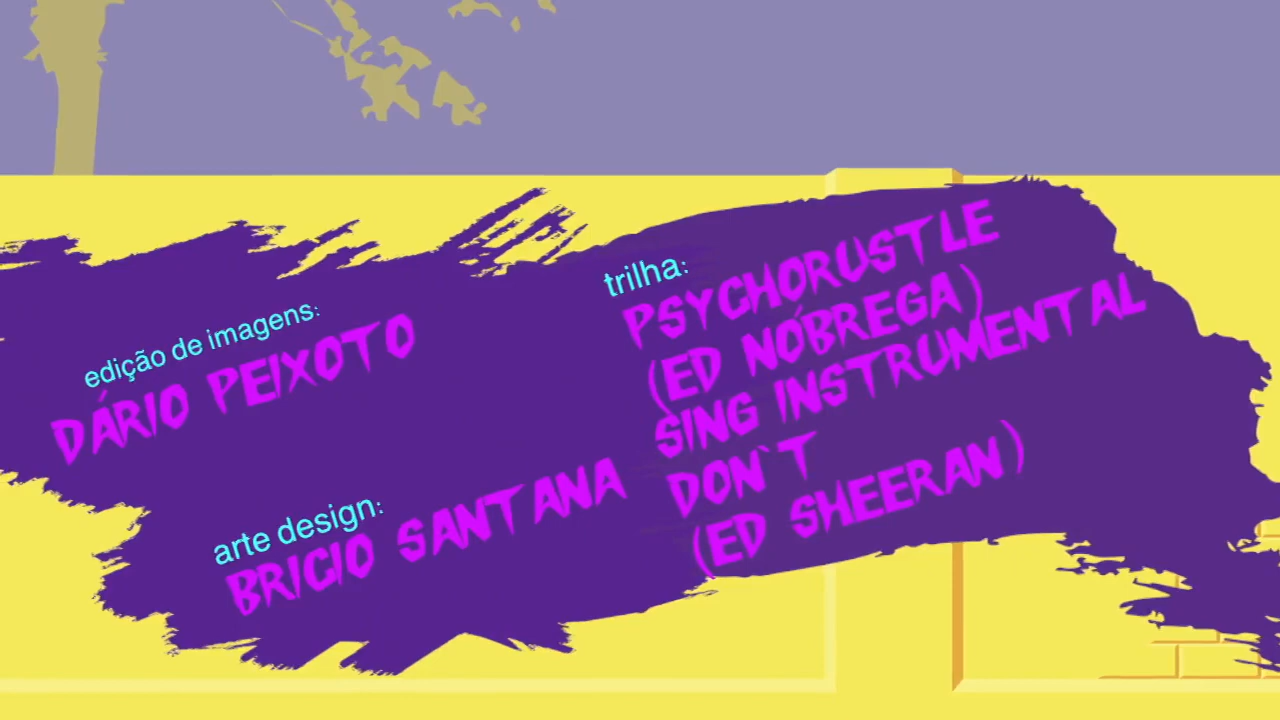 edição de imagens:
DÁRIO PEIXOTO
arte design:
BRICIO SANTANA
trilha:
PSYCHORUSTLE
(ED NÓBREGA)
SING INSTRUMENTAL
DON`T
(ED SHEERAN)